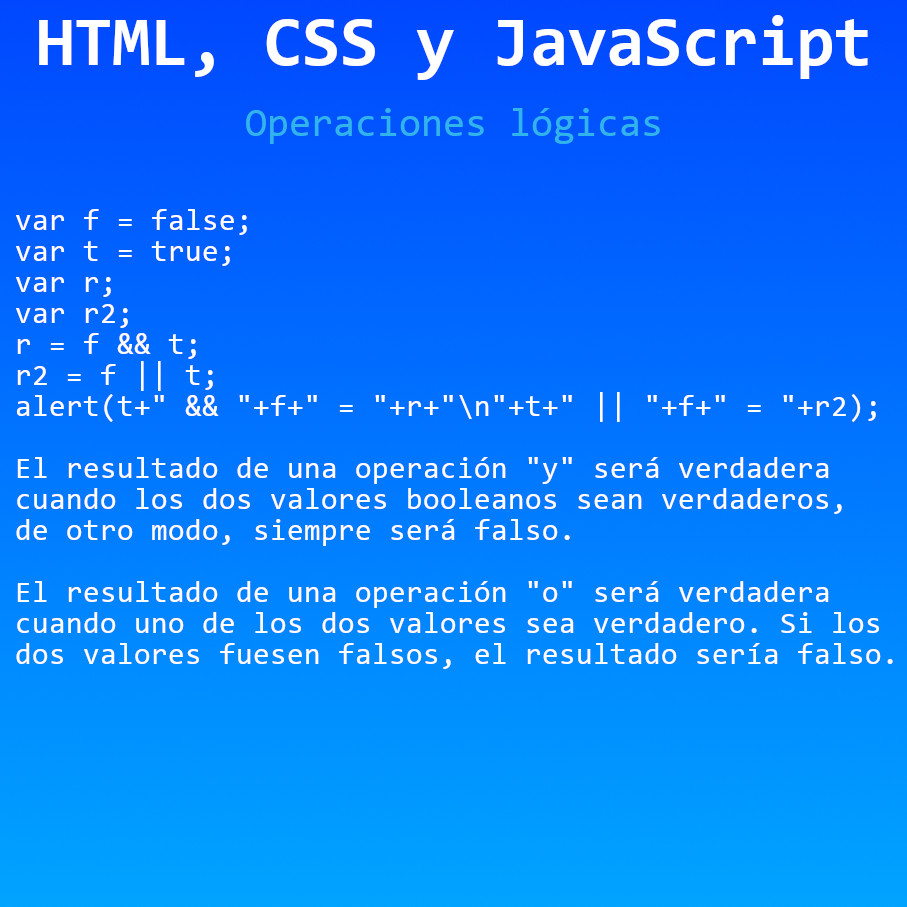 HTML, CSS y JavaScript
Operaciones lógicas
var f = false;
var t = true;
var r;
var r2;
r = f && t;
r2 = f || t;
alert(t+" && "+f+" = "+r+"\n"+t+" || "+f+" = "+r2);
El resultado de una operación "y" será verdadera
cuando los dos valores booleanos sean verdaderos,
de otro modo, siempre será falso.
El resultado de una operación "o" será verdadera
cuando uno de los dos valores sea verdadero. Si los
dos valores fuesen falsos, el resultado sería falso.